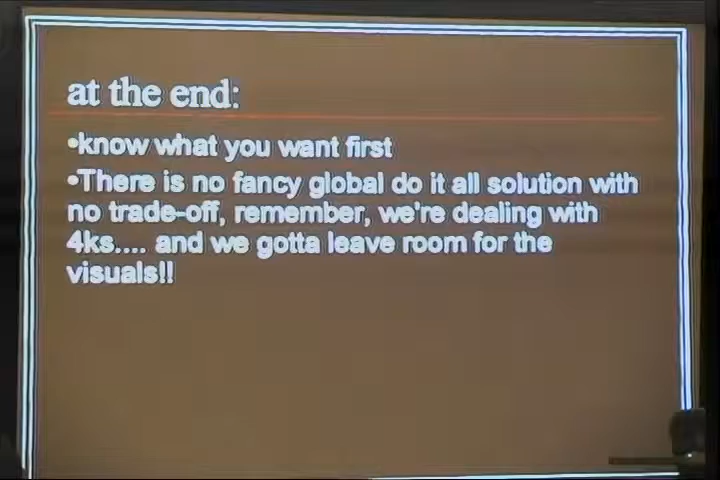 at the end:
•know what you want first
•There is no fancy global do it all solution with
no trade-off, remember, we're dealing with
4ks.... and we gotta leave room for the
visuals!!